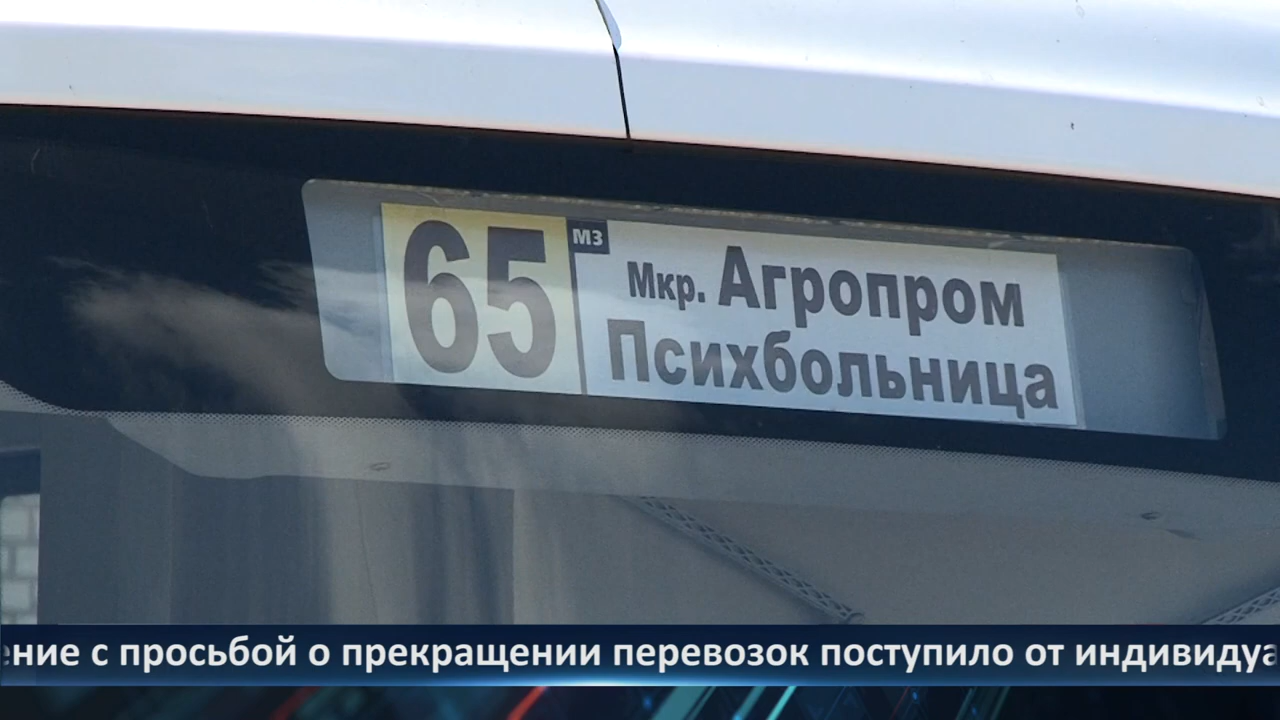 65 М3 Мкр. Агропром
Психбольница
ение с просьбой о прекращении перевозок поступило от индивидуа